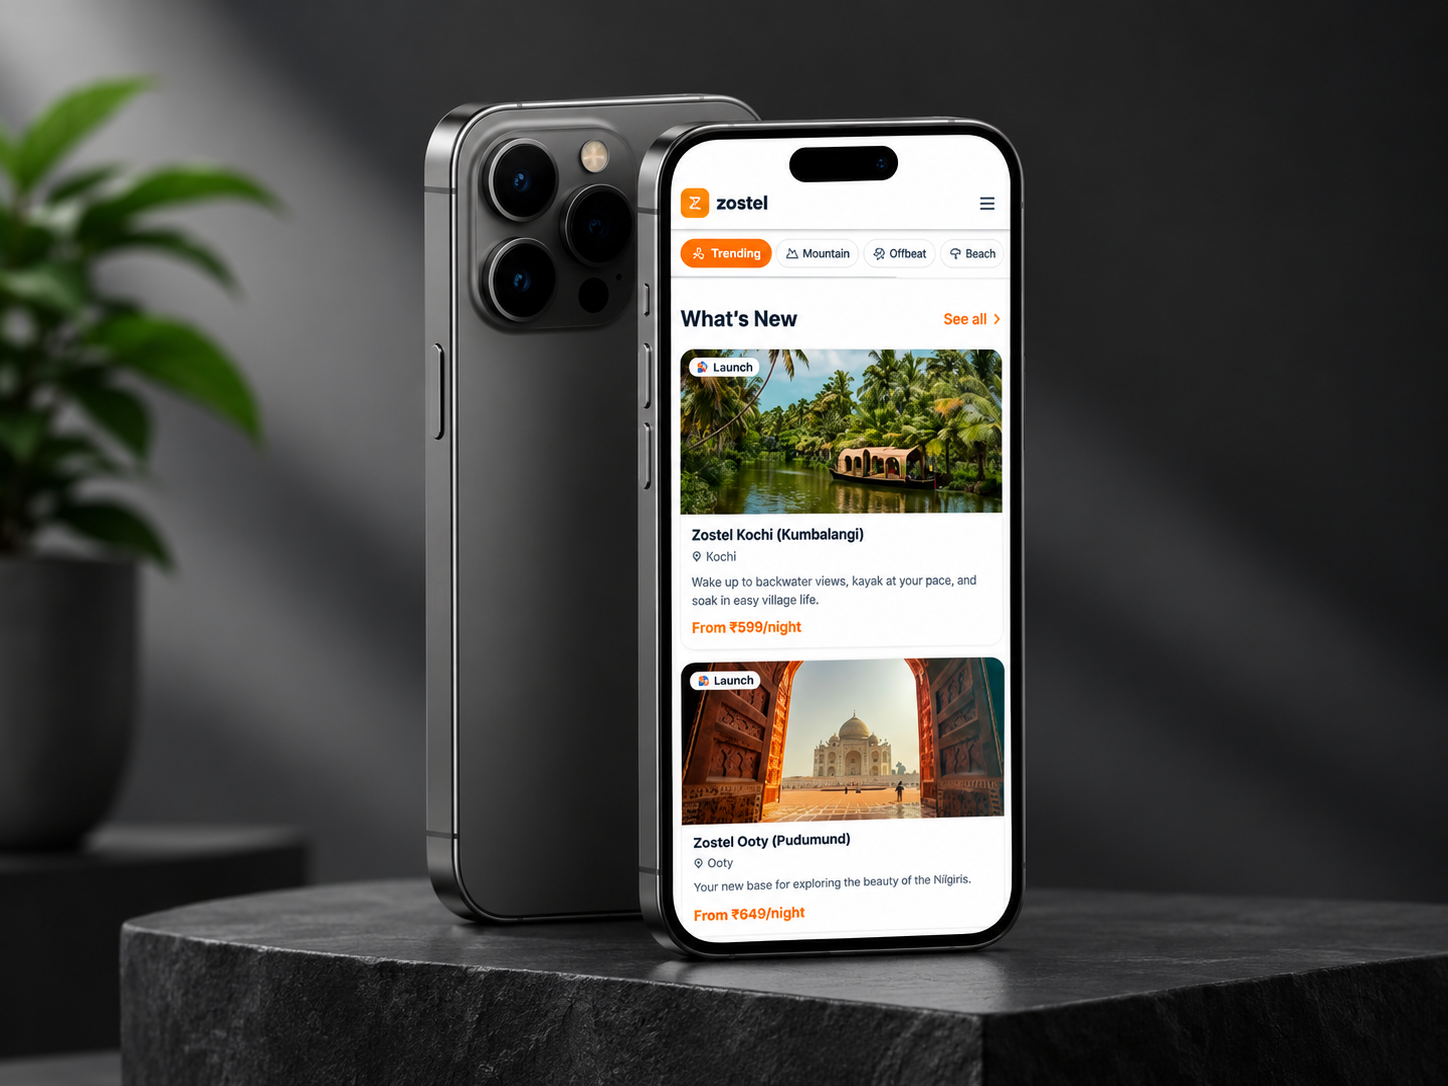 zostel
Trending
Mountain
Offbeat
Beach
What's New
See all
Launch
Zostel Kochi (Kumbalangi)
Kochi
Wake up to backwater views, kayak at your pace, and
soak in easy village life.
From ₹599/night
Launch
Zostel Ooty (Pudumund)
Ooty
Your new base for exploring the beauty of the Nilgiris.
From ₹649/night